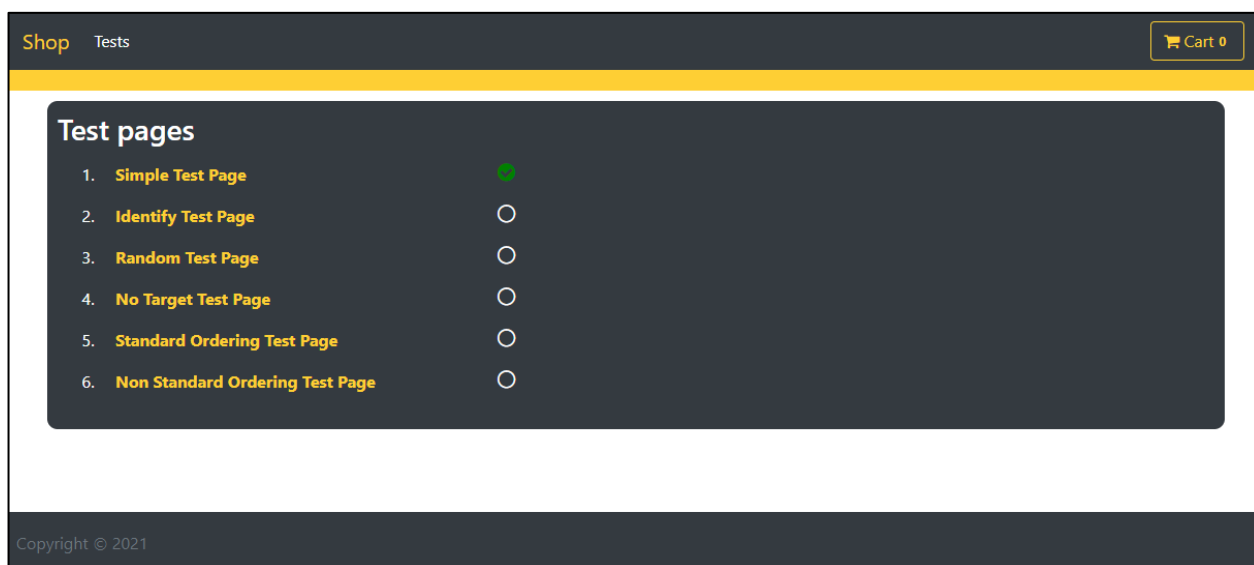 Shop Tests Cart 0
Test pages
1. Simple Test Page
2. Identify Test Page
3. Random Test Page
4. No Target Test Page
5. Standard Ordering Test Page
6. Non Standard Ordering Test Page
Copyright © 2021